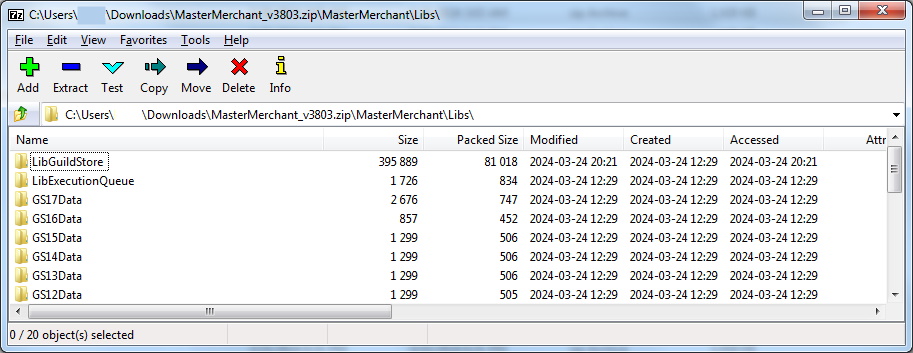 C:\Users\ \Downloads\MasterMerchant_v3803.zip\MasterMerchant\Libs\
File Edit View Favorites Tools Help
Add Extract Test Copy Move Delete Info
C:\Users\ \Downloads\MasterMerchant_v3803.zip\MasterMerchant\Libs\
Name Size Packed Size Modified Created Accessed Attr
LibGuildStore 395 889 81 018 2024-03-24 20:21 2024-03-24 12:29 2024-03-24 20:21
LibExecutionQueue 1 726 834 2024-03-24 12:29 2024-03-24 12:29 2024-03-24 12:29
GS17Data 2 676 747 2024-03-24 12:29 2024-03-24 12:29 2024-03-24 12:29
GS16Data 857 452 2024-03-24 12:29 2024-03-24 12:29 2024-03-24 12:29
GS15Data 1 299 506 2024-03-24 12:29 2024-03-24 12:29 2024-03-24 12:29
GS14Data 1 299 506 2024-03-24 12:29 2024-03-24 12:29 2024-03-24 12:29
GS13Data 1 299 506 2024-03-24 12:29 2024-03-24 12:29 2024-03-24 12:29
GS12Data 1 299 505 2024-03-24 12:29 2024-03-24 12:29 2024-03-24 12:29
0 / 20 object(s) selected